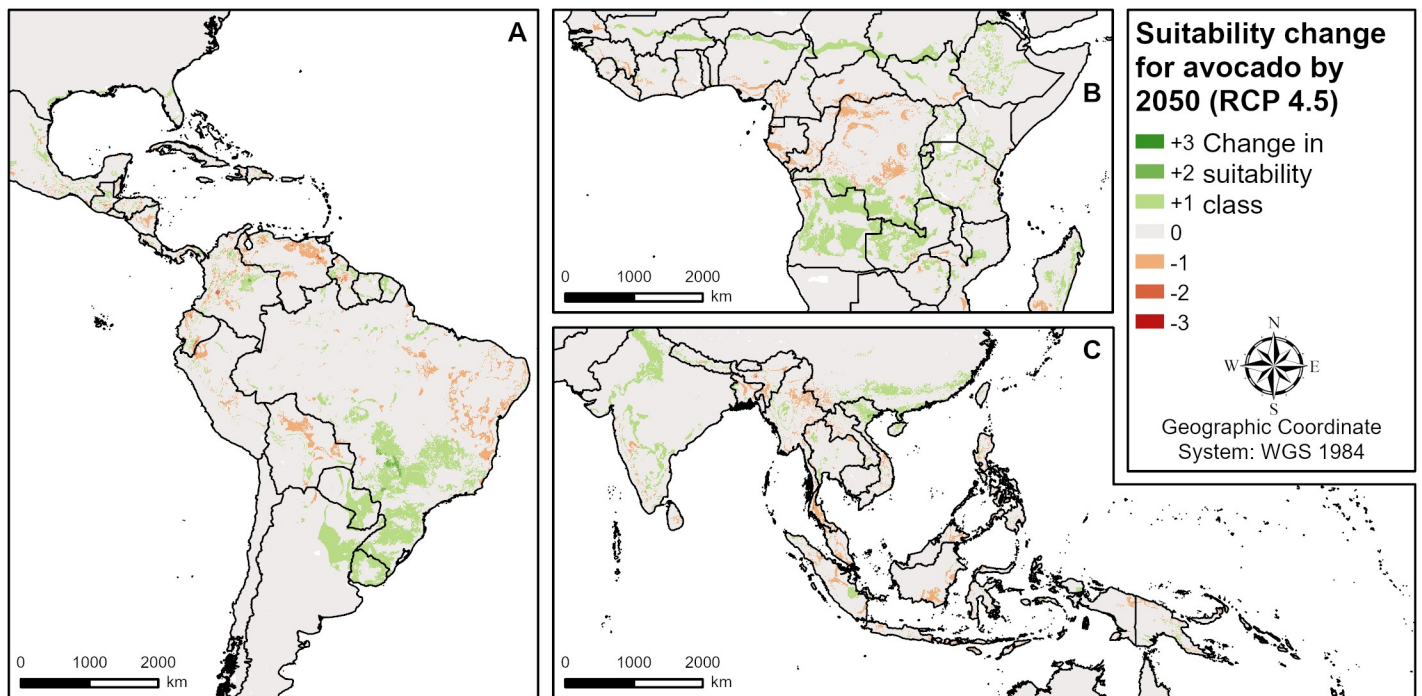 A
0 1000 2000
km
B
0 1000 2000
km
C
0 1000 2000
km
Suitability change
for avocado by
2050 (RCP 4.5)
+3 Change in
+2 suitability
+1 class
0
-1
-2
-3
N
W E
S
Geographic Coordinate
System: WGS 1984